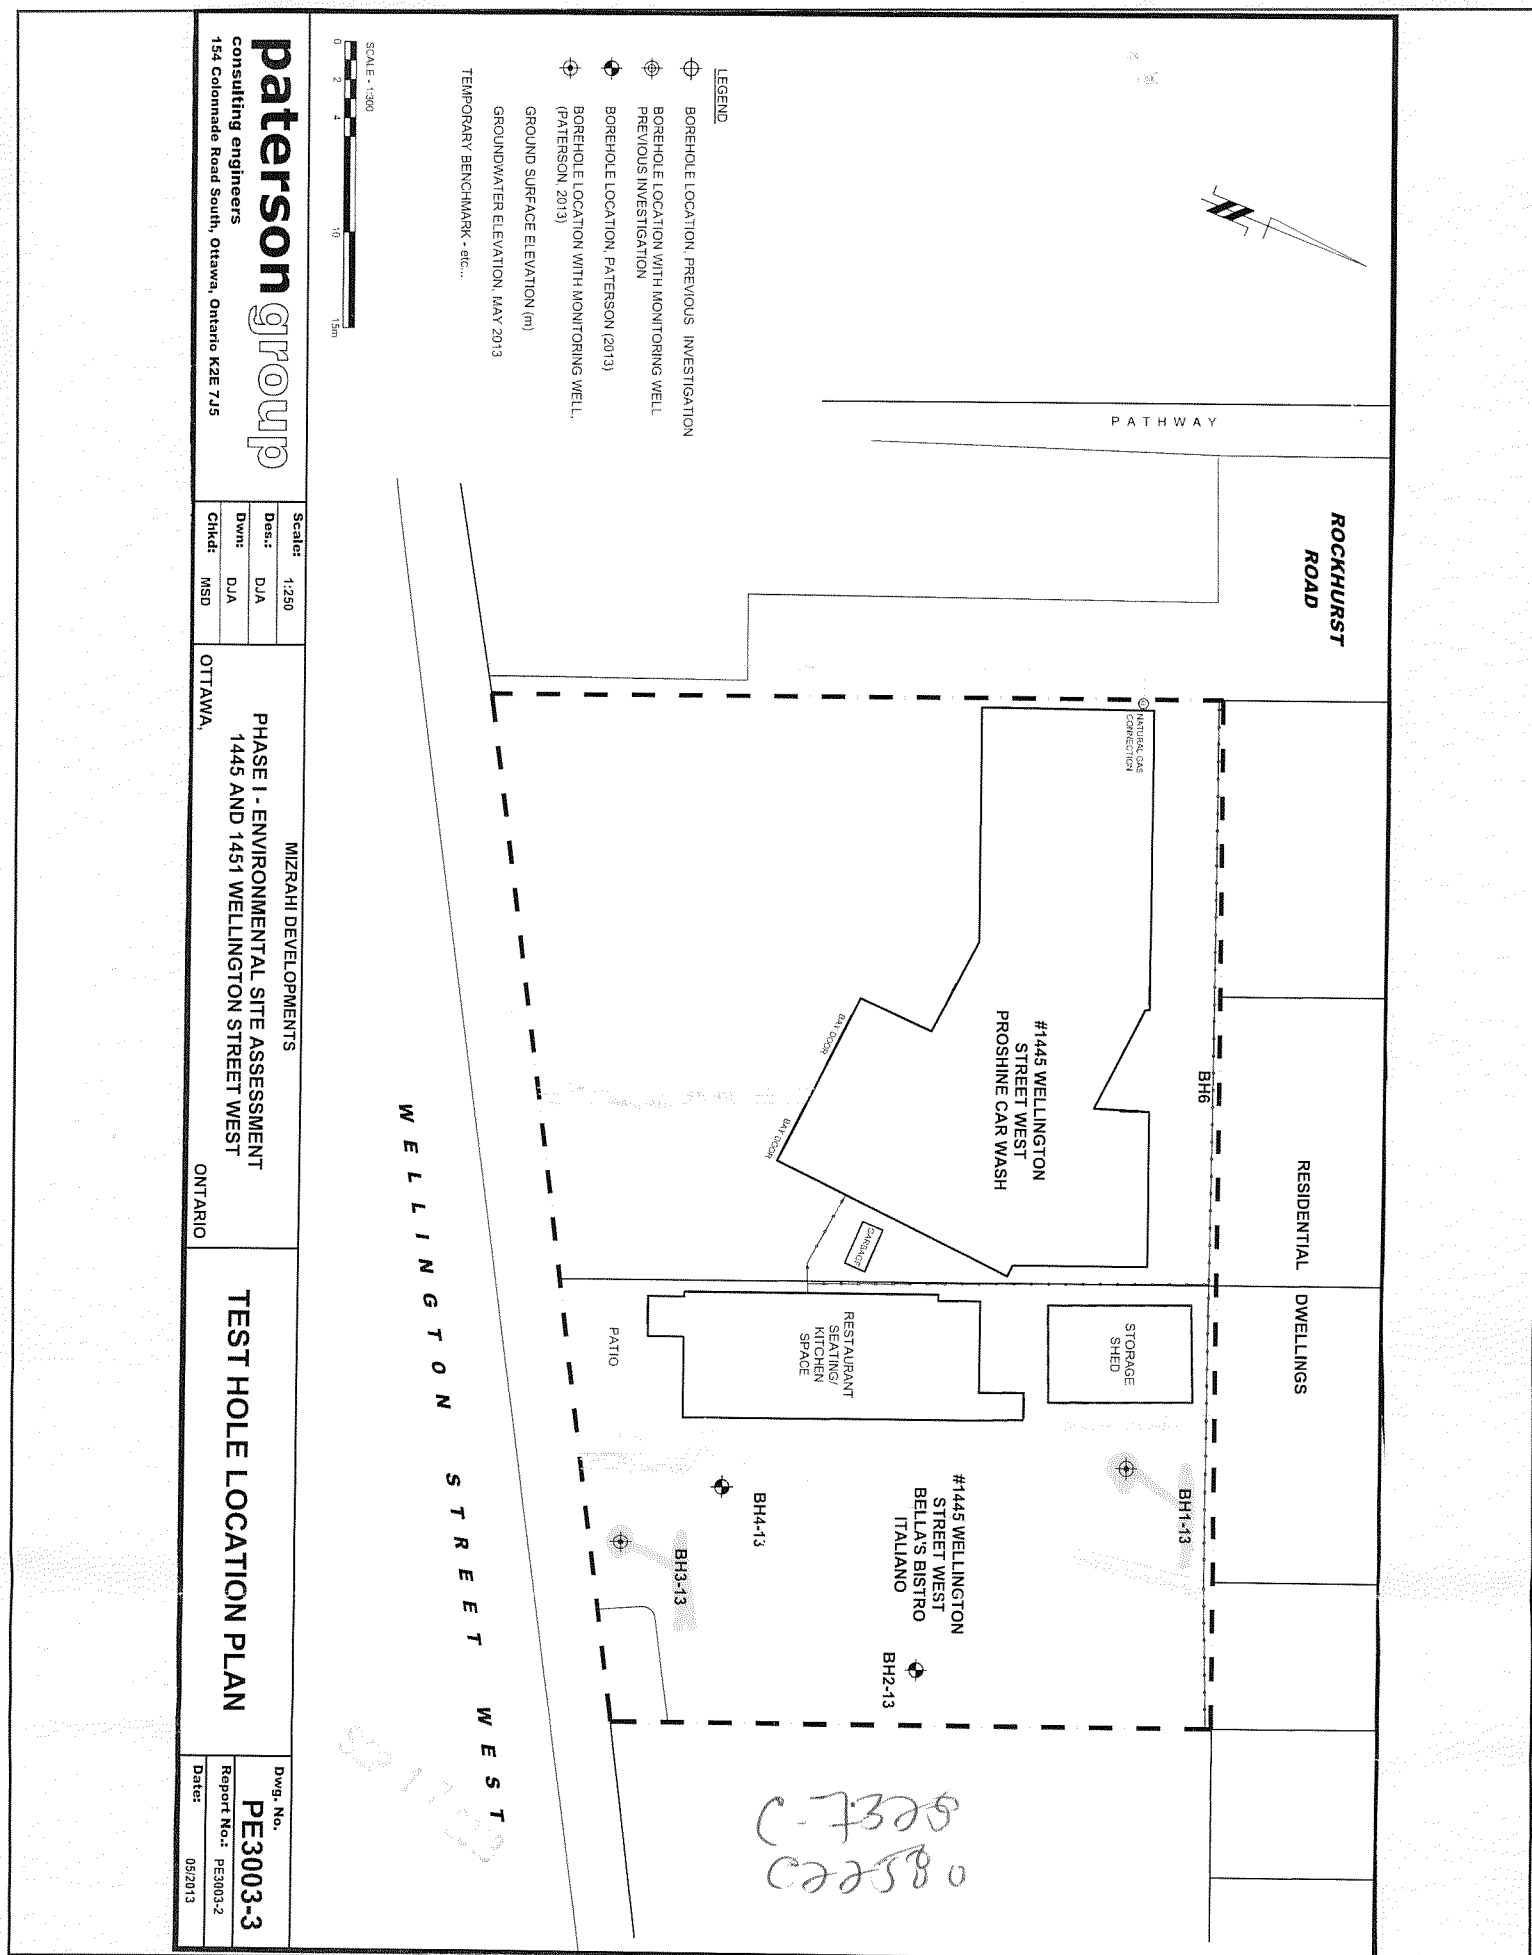 LEGEND
BOREHOLE LOCATION, PREVIOUS INVESTIGATION
BOREHOLE LOCATION WITH MONITORING WELL
PREVIOUS INVESTIGATION
BOREHOLE LOCATION, PATERSON (2013)
BOREHOLE LOCATION WITH MONITORING WELL,
(PATERSON, 2013)
GROUND SURFACE ELEVATION (m)
GROUNDWATER ELEVATION, MAY 2013
TEMPORARY BENCHMARK - etc...
SCALE - 1:300
0 2 4 10 15m
PATHWAY
ROCKHURST
ROAD
NATURAL GAS
CONNECTION
#1445 WELLINGTON
STREET WEST
PROSHINE CAR WASH
BAY DOOR
BAY DOOR
BH6
GARBAGE
RESIDENTIAL DWELLINGS
STORAGE
SHED
RESTAURANT
SEATING/
KITCHEN
SPACE
PATIO
BH1-13
#1445 WELLINGTON
STREET WEST
BELLA'S BISTRO
ITALIANO
BH4-13
BH3-13
BH2-13
WELLINGTON STREET WEST
C-7325
C22580
patersongroup
consulting engineers
154 Colonnade Road South, Ottawa, Ontario K2E 7J5
Scale: 1:250
Des.: DJA
Dwn: DJA
Chkd: MSD
MIZRAHI DEVELOPMENTS
PHASE I - ENVIRONMENTAL SITE ASSESSMENT
1445 AND 1451 WELLINGTON STREET WEST
OTTAWA, ONTARIO
TEST HOLE LOCATION PLAN
Dwg. No.
PE3003-3
Report No.: PE3003-2
Date: 05/2013